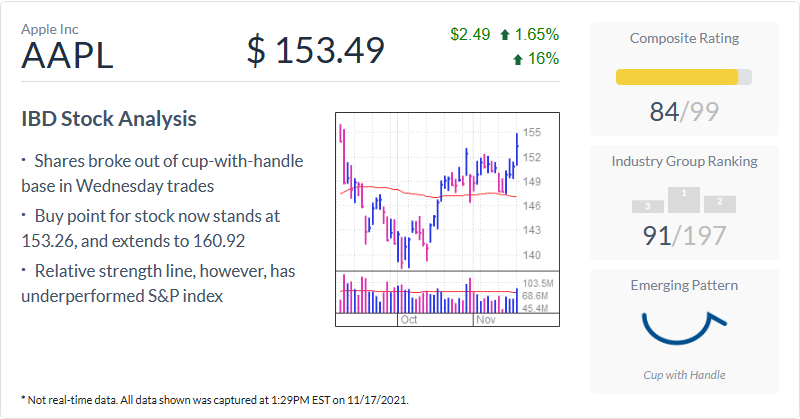 Apple Inc
AAPL
$ 153.49
$2.49 1.65%
16%
IBD Stock Analysis
· Shares broke out of cup-with-handle
base in Wednesday trades
· Buy point for stock now stands at
153.26, and extends to 160.92
· Relative strength line, however, has
underperformed S&P index
155
152
149
146
143
140
103.5M
68.6M
45.4M
Oct
Nov
Composite Rating
84/99
Industry Group Ranking
3
1
2
91/197
Emerging Pattern
Cup with Handle
* Not real-time data. All data shown was captured at 1:29PM EST on 11/17/2021.